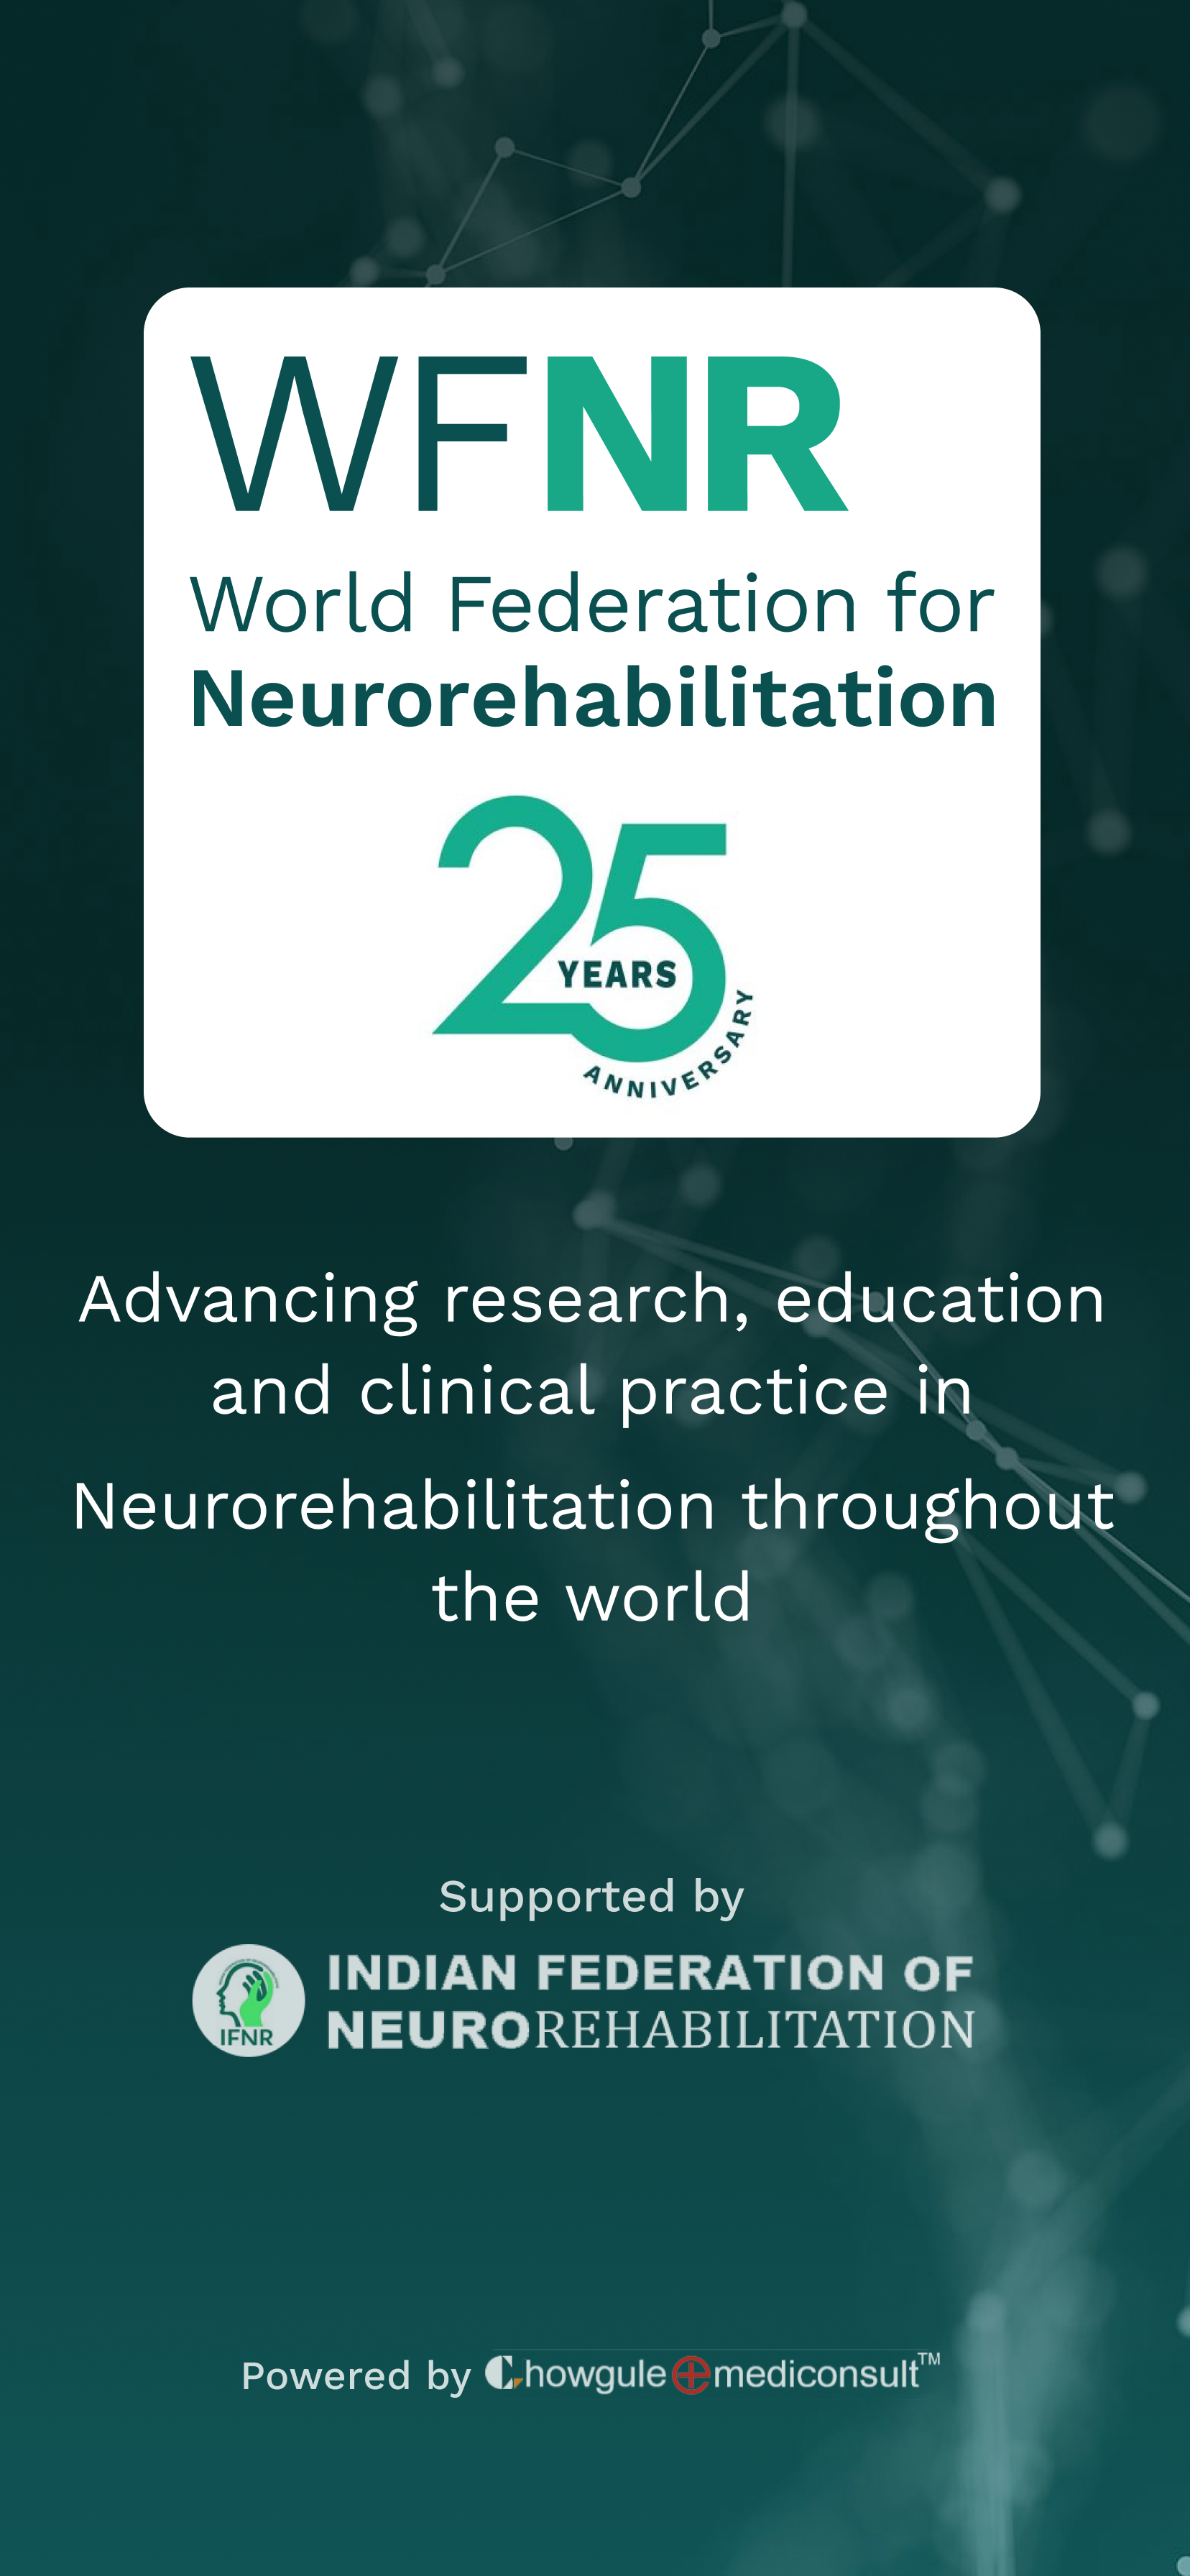 WFNR
World Federation for
Neurorehabilitation
25
YEARS
ANNIVERSARY
Advancing research, education
and clinical practice in
Neurorehabilitation throughout
the world
Supported by
IFNR
INDIAN FEDERATION OF
NEUROREHABILITATION
Powered by Chowgule mediconsult™